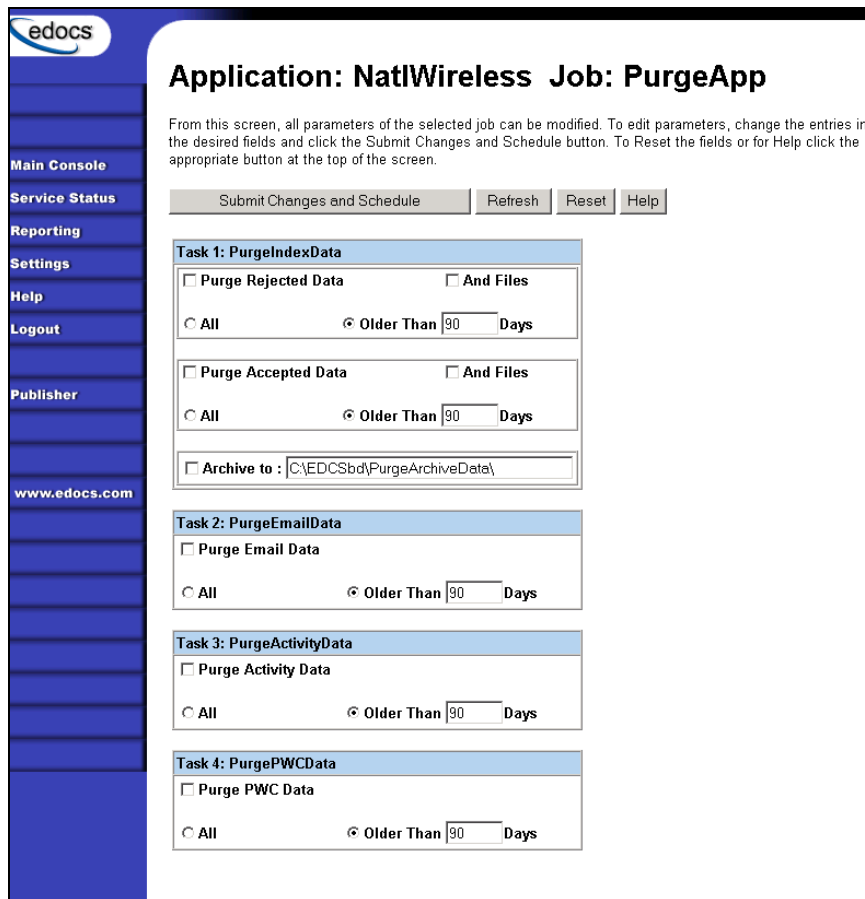 edocs
Main Console
Service Status
Reporting
Settings
Help
Logout
Publisher
www.edocs.com
Application: NatlWireless Job: PurgeApp
From this screen, all parameters of the selected job can be modified. To edit parameters, change the entries in
the desired fields and click the Submit Changes and Schedule button. To Reset the fields or for Help click the
appropriate button at the top of the screen.
Submit Changes and Schedule Refresh Reset Help
Task 1: PurgeIndexData
Purge Rejected Data And Files
All Older Than 90 Days
Purge Accepted Data And Files
All Older Than 90 Days
Archive to : C:\EDCSbd\PurgeArchiveData\
Task 2: PurgeEmailData
Purge Email Data
All Older Than 90 Days
Task 3: PurgeActivityData
Purge Activity Data
All Older Than 90 Days
Task 4: PurgePWCData
Purge PWC Data
All Older Than 90 Days